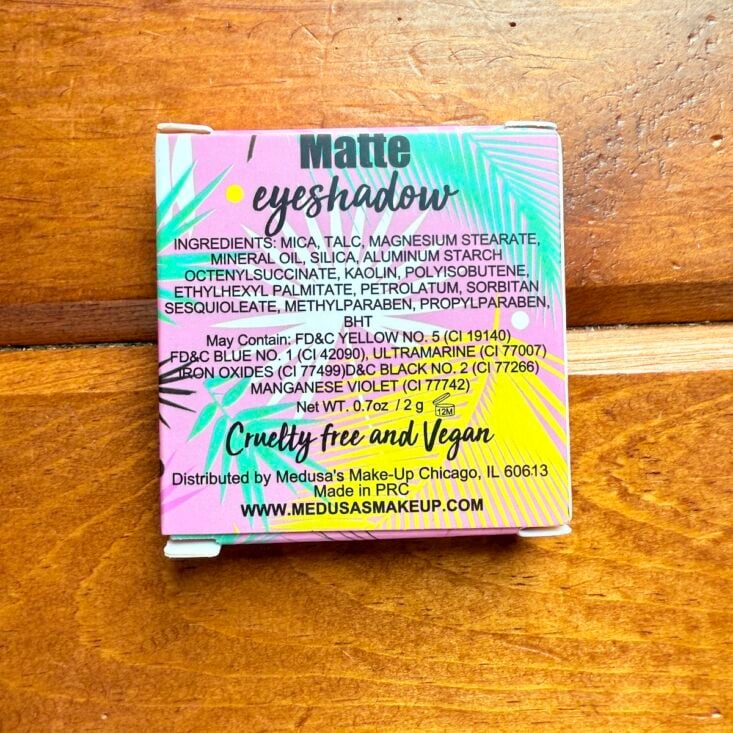 Matte
eyeshadow
INGREDIENTS: MICA, TALC, MAGNESIUM STEARATE,
MINERAL OIL, SILICA, ALUMINUM STARCH
OCTENYLSUCCINATE, KAOLIN, POLYISOBUTENE,
ETHYLHEXYL PALMITATE, PETROLATUM, SORBITAN
SESQUIOLEATE, METHYLPARABEN, PROPYLPARABEN,
BHT
May Contain: FD&C YELLOW NO. 5 (CI 19140)
FD&C BLUE NO. 1 (CI 42090), ULTRAMARINE (CI 77007)
IRON OXIDES (CI 77499)D&C BLACK NO. 2 (CI 77266)
MANGANESE VIOLET (CI 77742)
Net WT. 0.7oz / 2 g 12M
Cruelty free and Vegan
Distributed by Medusa's Make-Up Chicago, IL 60613
Made in PRC
WWW.MEDUSASMAKEUP.COM